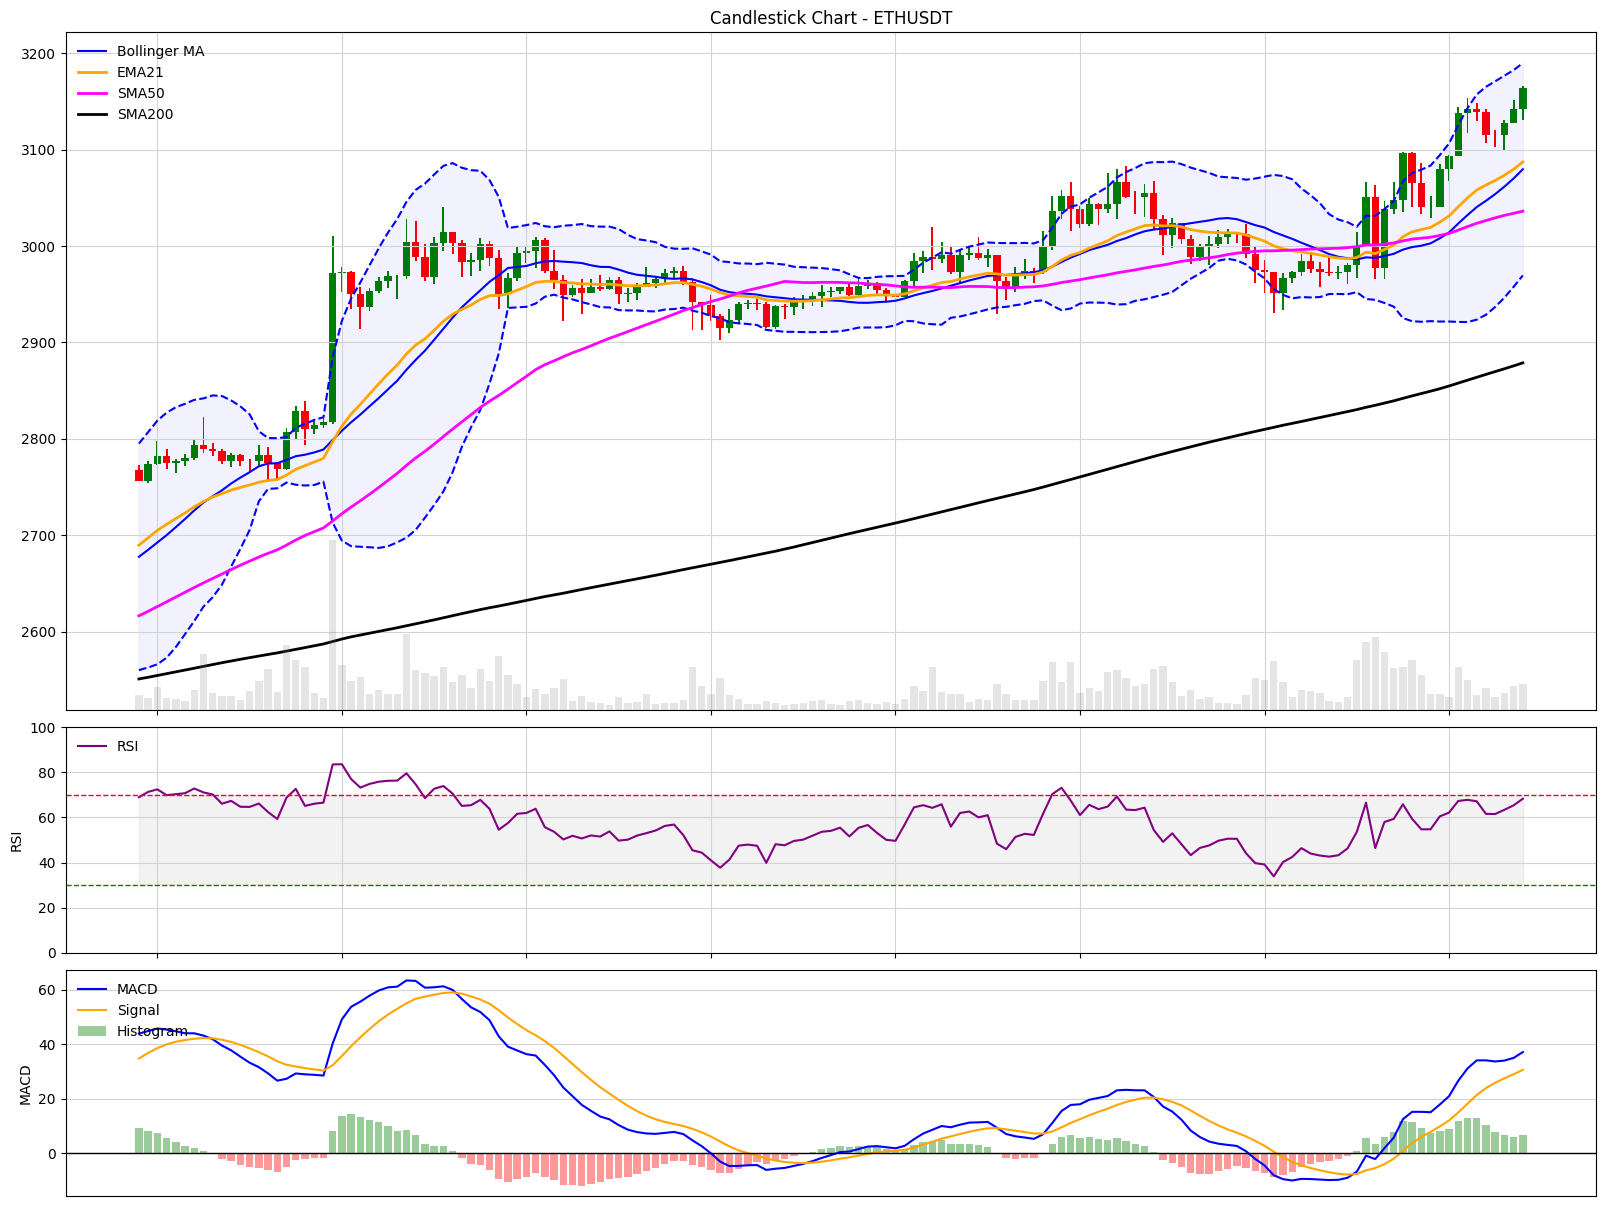 Candlestick Chart - ETHUSDT
Bollinger MA
EMA21
SMA50
SMA200
3200
3100
3000
2900
2800
2700
2600
RSI
100
80
60
40
20
0
RSI
MACD
Signal
Histogram
60
40
20
0
MACD